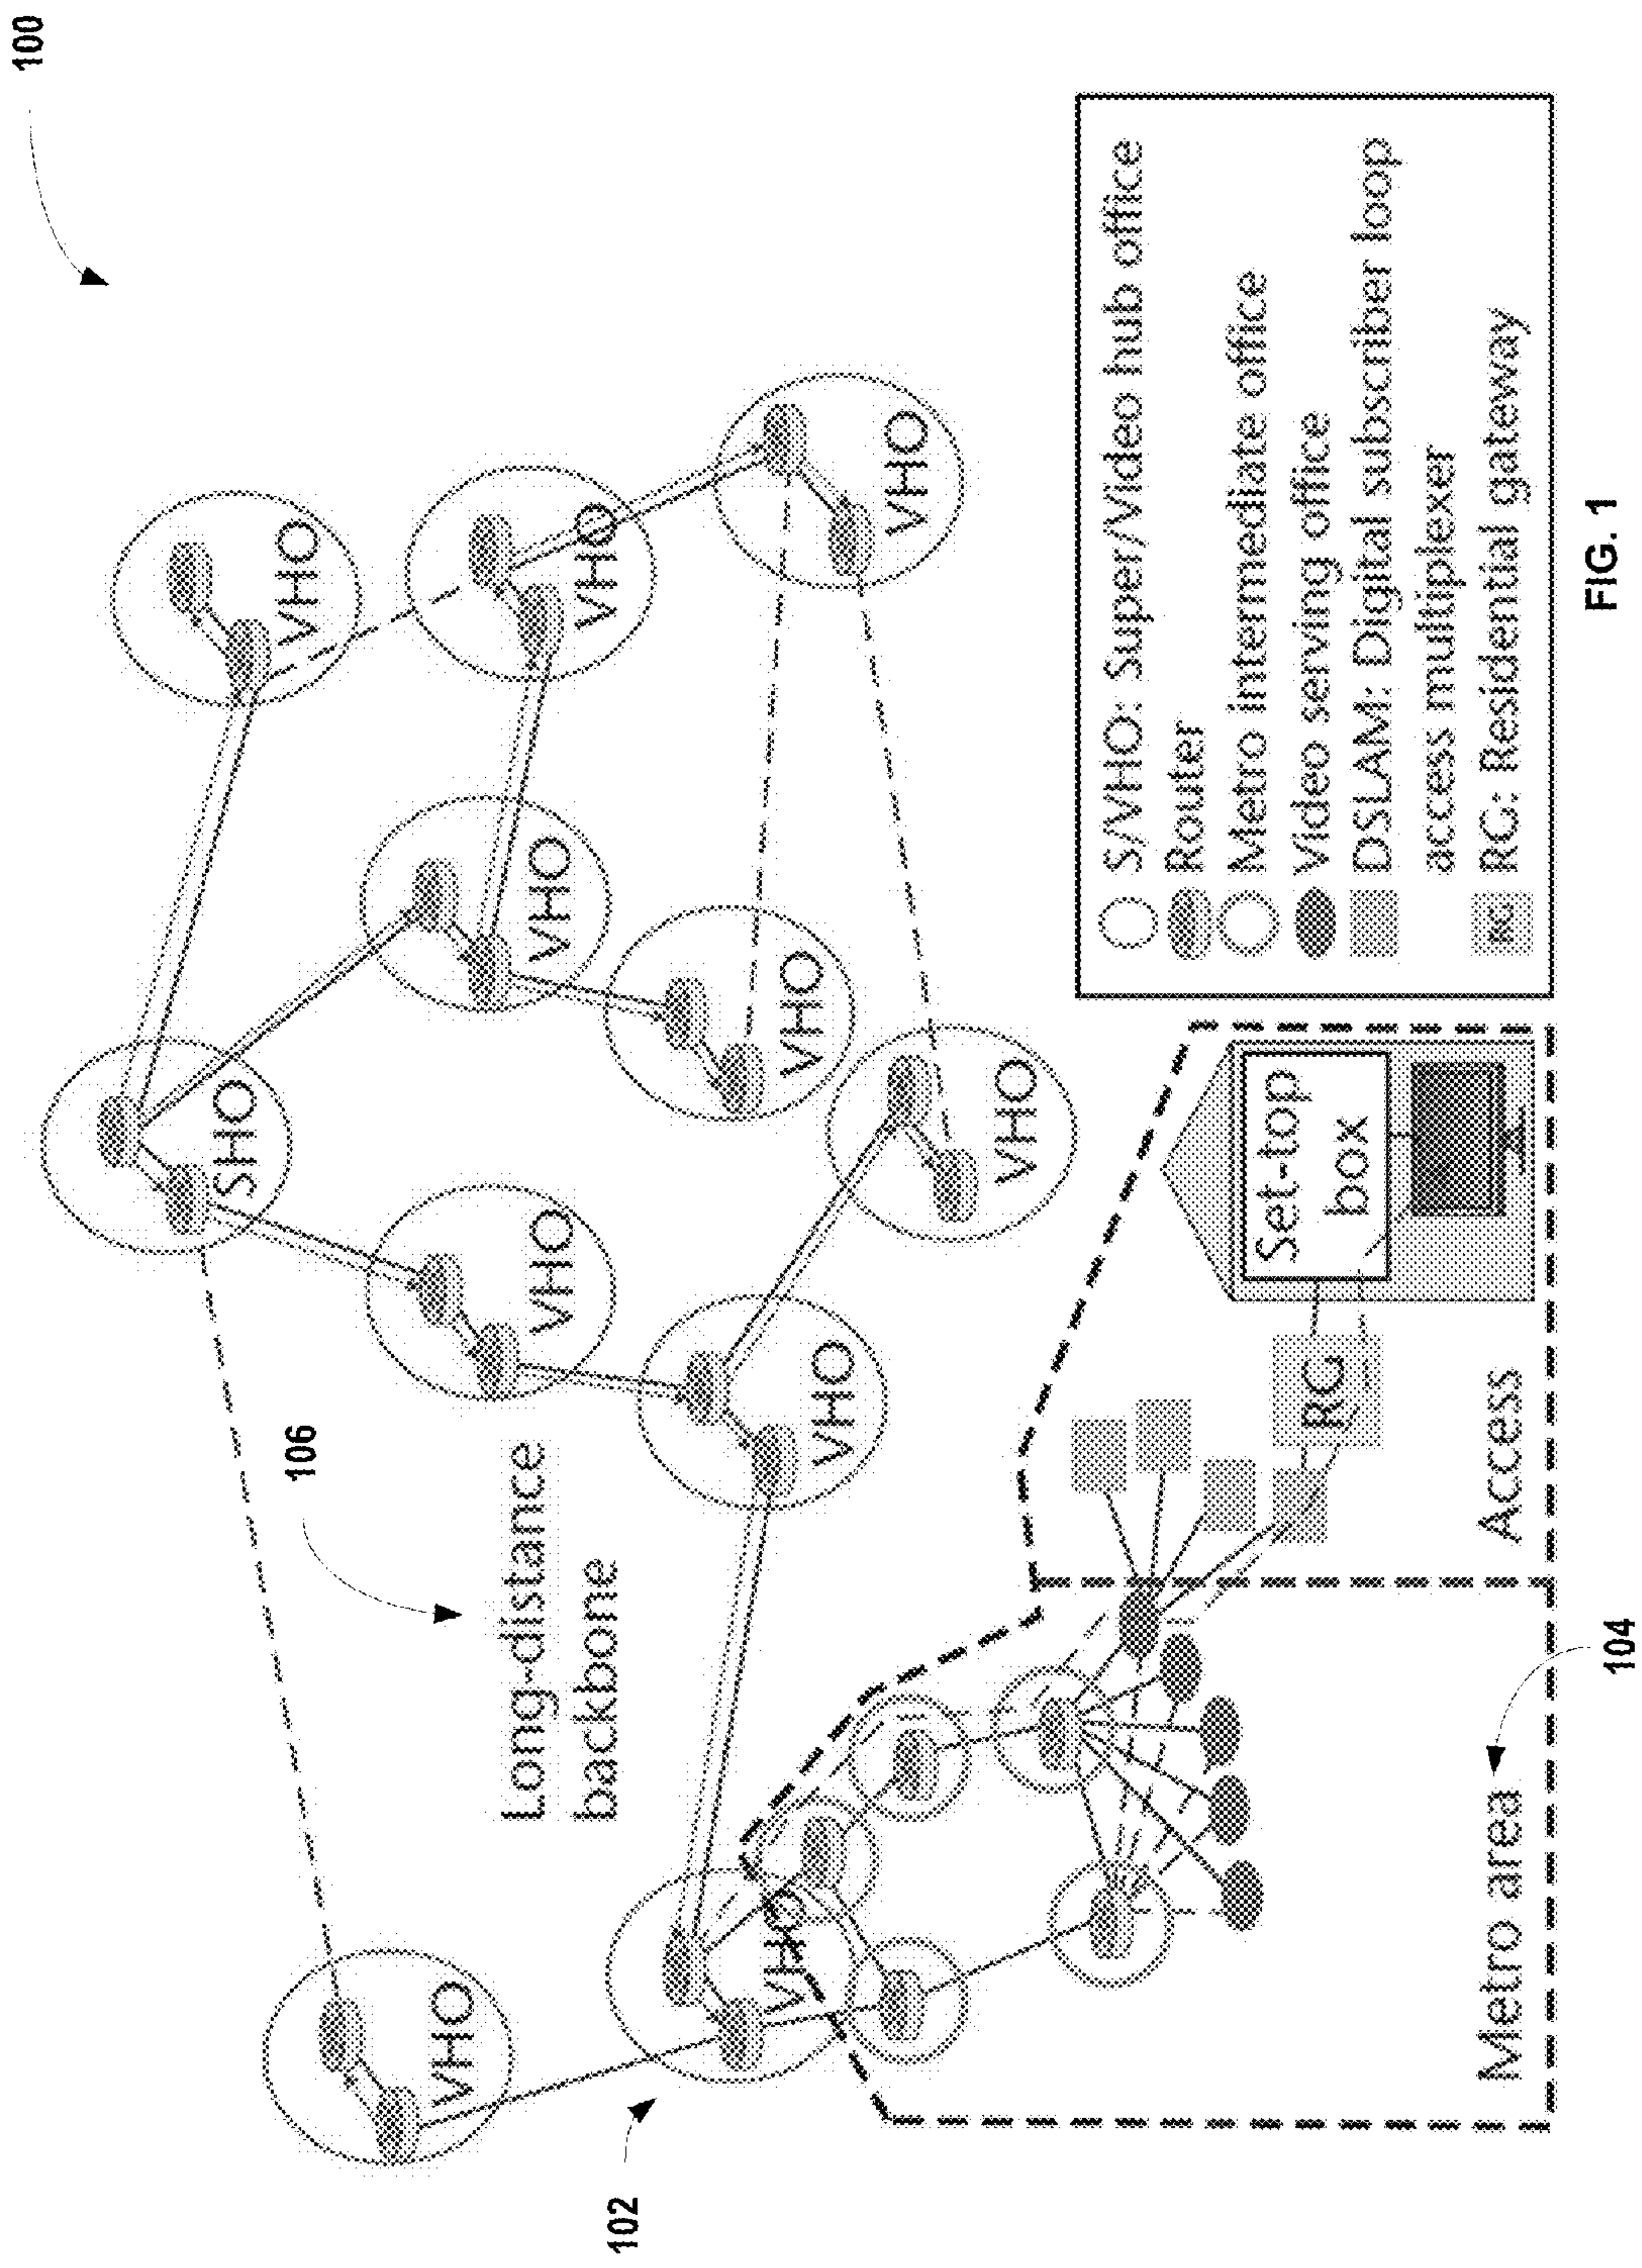 100
SHO
VHO
VHO
VHO
VHO
VHO
VHO
VHO
VHO
VHO
VHO
VHO
106
Long-distance
backbone
102
Set-top
box
RG
Access
Metro area
104
S/VHO: Super/video hub office
Router
Metro intermediate office
Video serving office
DSLAM: Digital subscriber loop
access multiplexer
RG RG: Residential gateway
FIG. 1